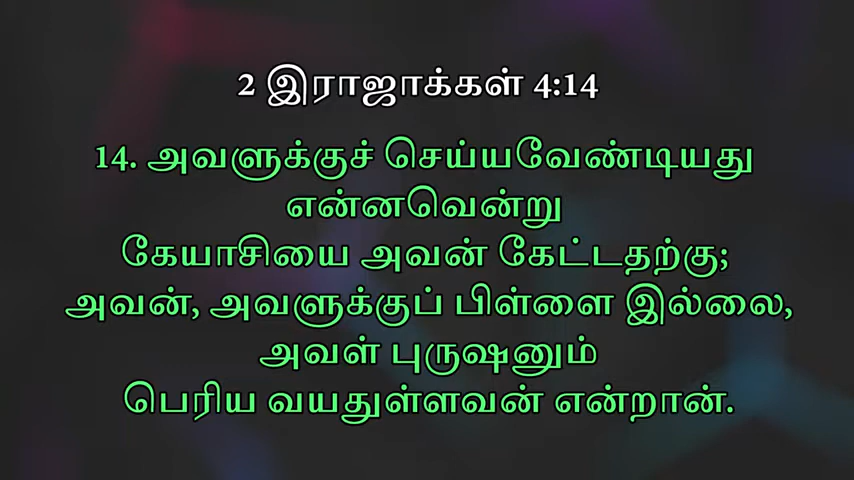 2 இராஜாக்கள் 4:14
14. அவளுக்குச் செய்யவேண்டியது
என்னவென்று
கேயாசியை அவன் கேட்டதற்கு;
அவன், அவளுக்குப் பிள்ளை இல்லை,
அவள் புருஷனும்
பெரிய வயதுள்ளவன் என்றான்.